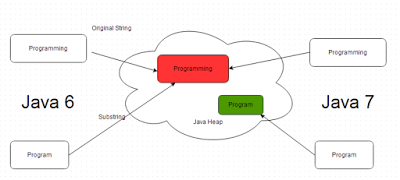 Original String
Programming
Programming
Programming
Java 6
Program
Java 7
Substring
Java Heap
Program
Program